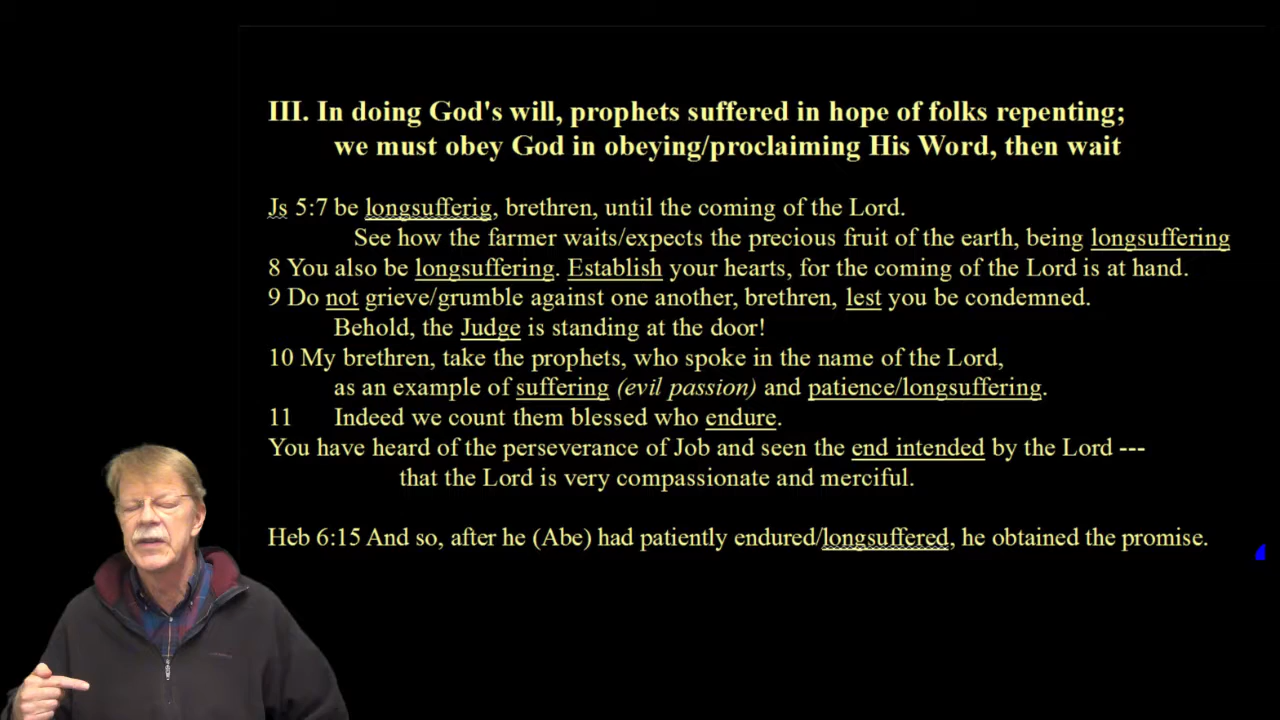 III. In doing God's will, prophets suffered in hope of folks repenting;
we must obey God in obeying/proclaiming His Word, then wait
Js 5:7 be longsufferig, brethren, until the coming of the Lord.
See how the farmer waits/expects the precious fruit of the earth, being longsuffering
8 You also be longsuffering. Establish your hearts, for the coming of the Lord is at hand.
9 Do not grieve/grumble against one another, brethren, lest you be condemned.
Behold, the Judge is standing at the door!
10 My brethren, take the prophets, who spoke in the name of the Lord,
as an example of suffering (evil passion) and patience/longsuffering.
11 Indeed we count them blessed who endure.
You have heard of the perseverance of Job and seen the end intended by the Lord ---
that the Lord is very compassionate and merciful.
Heb 6:15 And so, after he (Abe) had patiently endured/longsuffered, he obtained the promise.